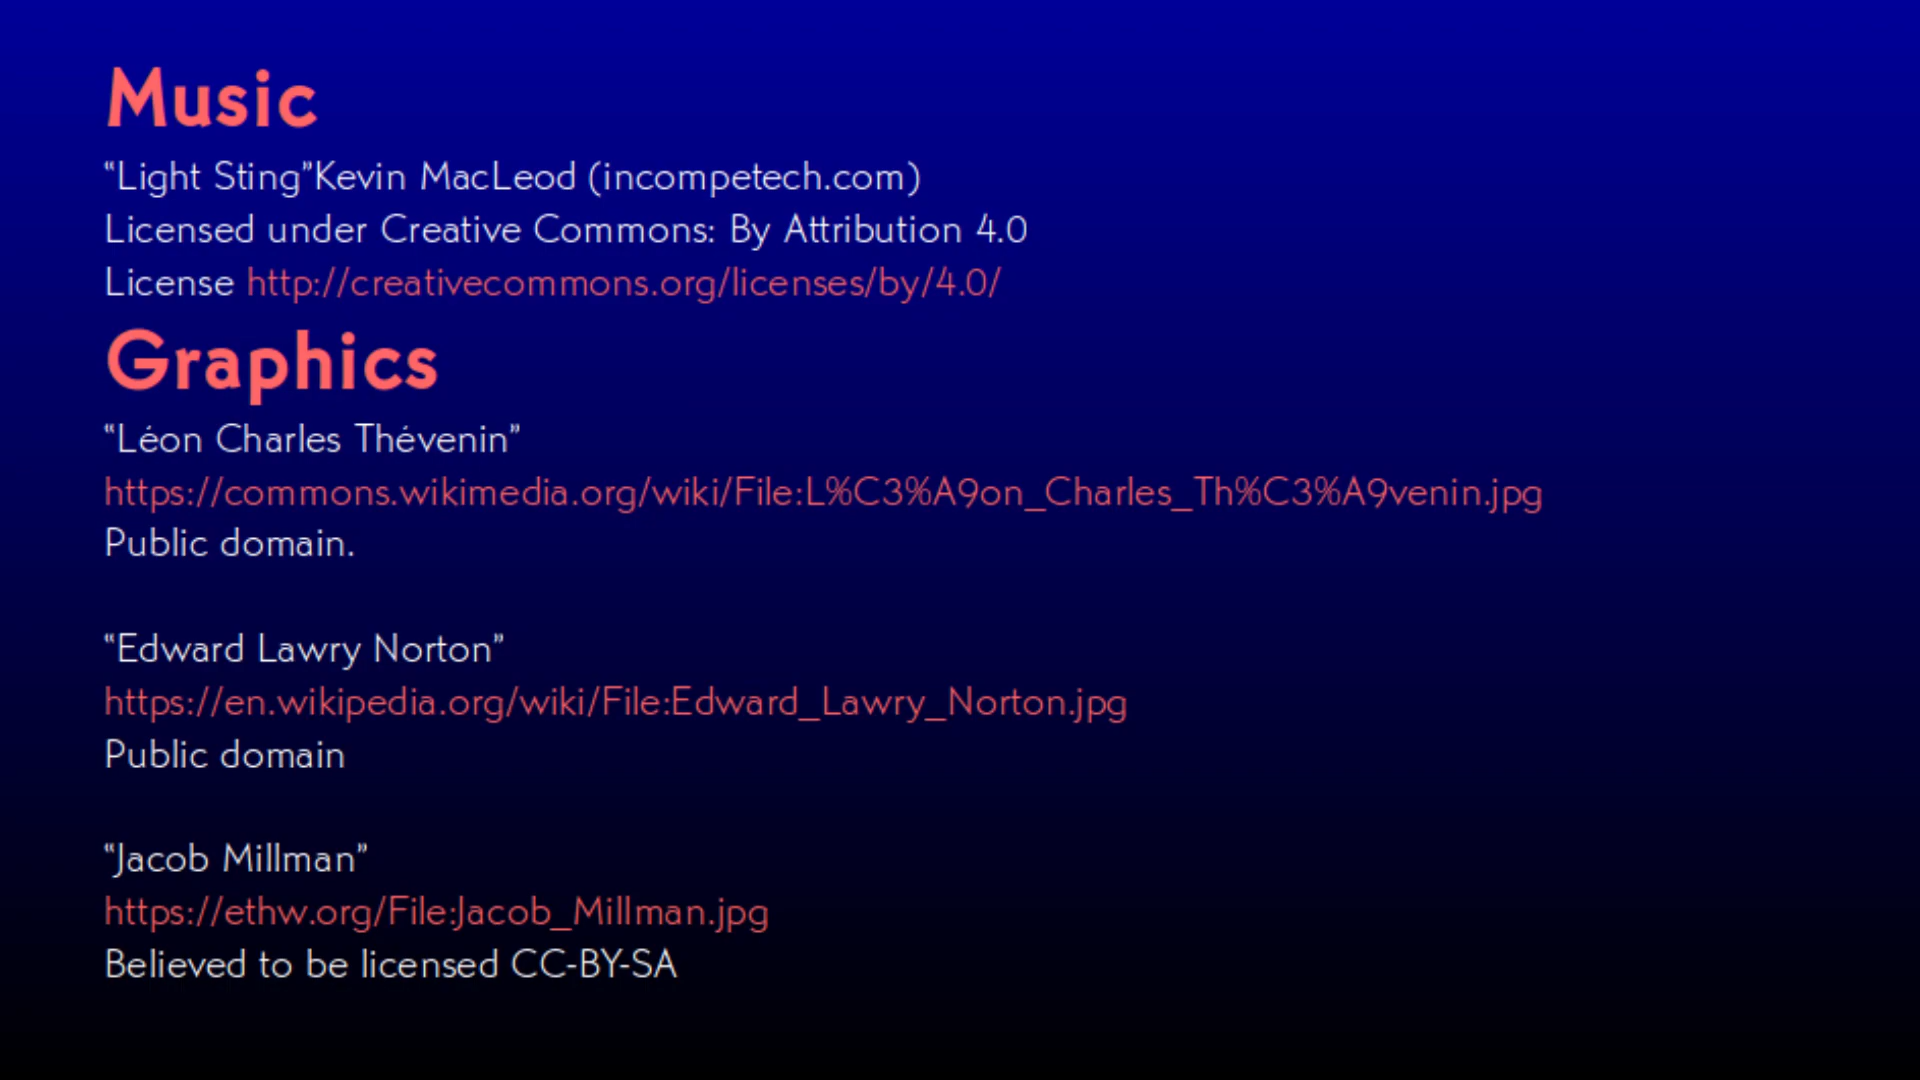 Music
“Light Sting”Kevin MacLeod (incompetech.com)
Licensed under Creative Commons: By Attribution 4.0
License http://creativecommons.org/licenses/by/4.0/
Graphics
“Léon Charles Thévenin”
https://commons.wikimedia.org/wiki/File:L%C3%A9on_Charles_Th%C3%A9venin.jpg
Public domain.
“Edward Lawry Norton”
https://en.wikipedia.org/wiki/File:Edward_Lawry_Norton.jpg
Public domain
“Jacob Millman”
https://ethw.org/File:Jacob_Millman.jpg
Believed to be licensed CC-BY-SA